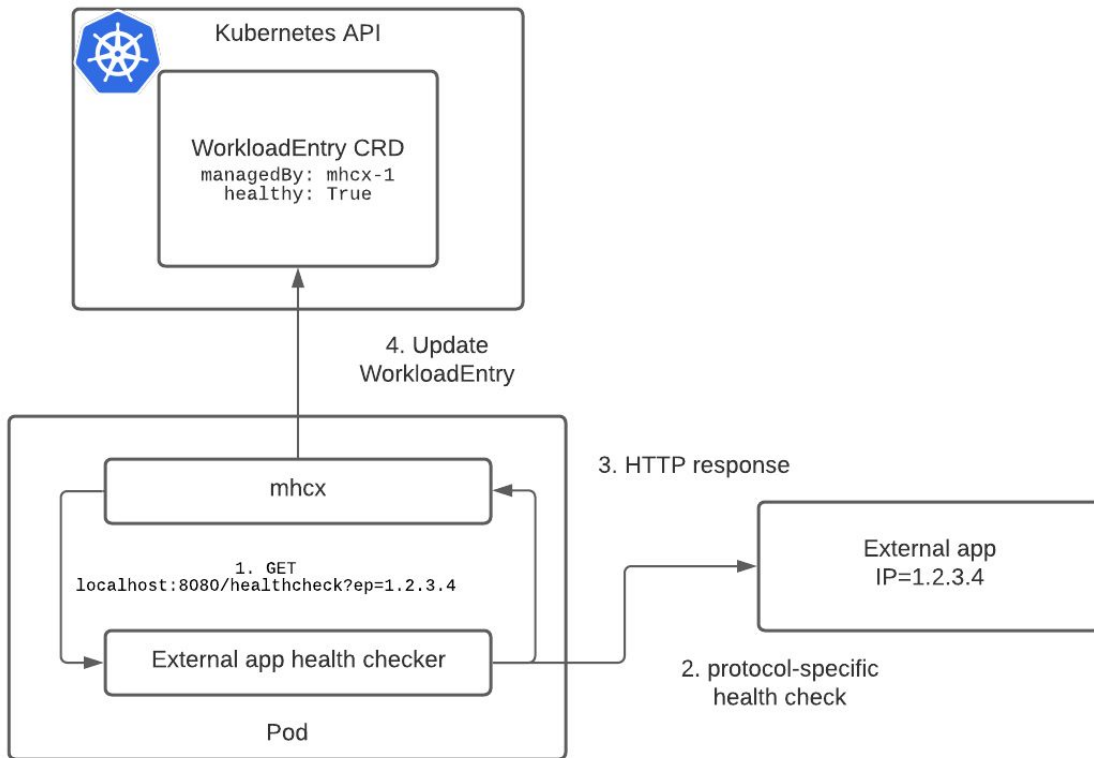 Kubernetes API
WorkloadEntry CRD
managedBy: mhcx-1
healthy: True
4. Update
WorkloadEntry
mhcx
3. HTTP response
1. GET
localhost:8080/healthcheck?ep=1.2.3.4
External app
IP=1.2.3.4
External app health checker
2. protocol-specific
health check
Pod